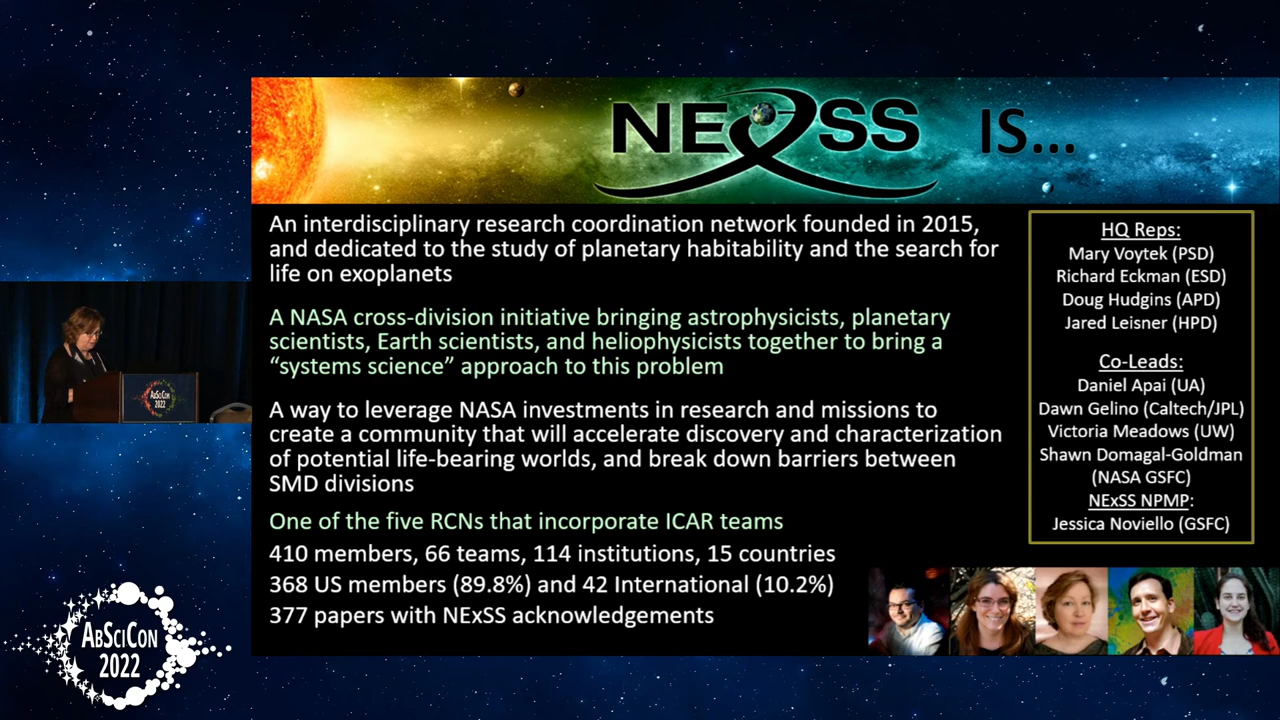 NExSS IS...
An interdisciplinary research coordination network founded in 2015,
and dedicated to the study of planetary habitability and the search for
life on exoplanets
A NASA cross-division initiative bringing astrophysicists, planetary
scientists, Earth scientists, and heliophysicists together to bring a
“systems science” approach to this problem
A way to leverage NASA investments in research and missions to
create a community that will accelerate discovery and characterization
of potential life-bearing worlds, and break down barriers between
SMD divisions
One of the five RCNs that incorporate ICAR teams
410 members, 66 teams, 114 institutions, 15 countries
368 US members (89.8%) and 42 International (10.2%)
377 papers with NExSS acknowledgements
HQ Reps:
Mary Voytek (PSD)
Richard Eckman (ESD)
Doug Hudgins (APD)
Jared Leisner (HPD)
Co-Leads:
Daniel Apai (UA)
Dawn Gelino (Caltech/JPL)
Victoria Meadows (UW)
Shawn Domagal-Goldman
(NASA GSFC)
NExSS NPMP:
Jessica Noviello (GSFC)
ABSCICON
2022
ABSCICON
2022